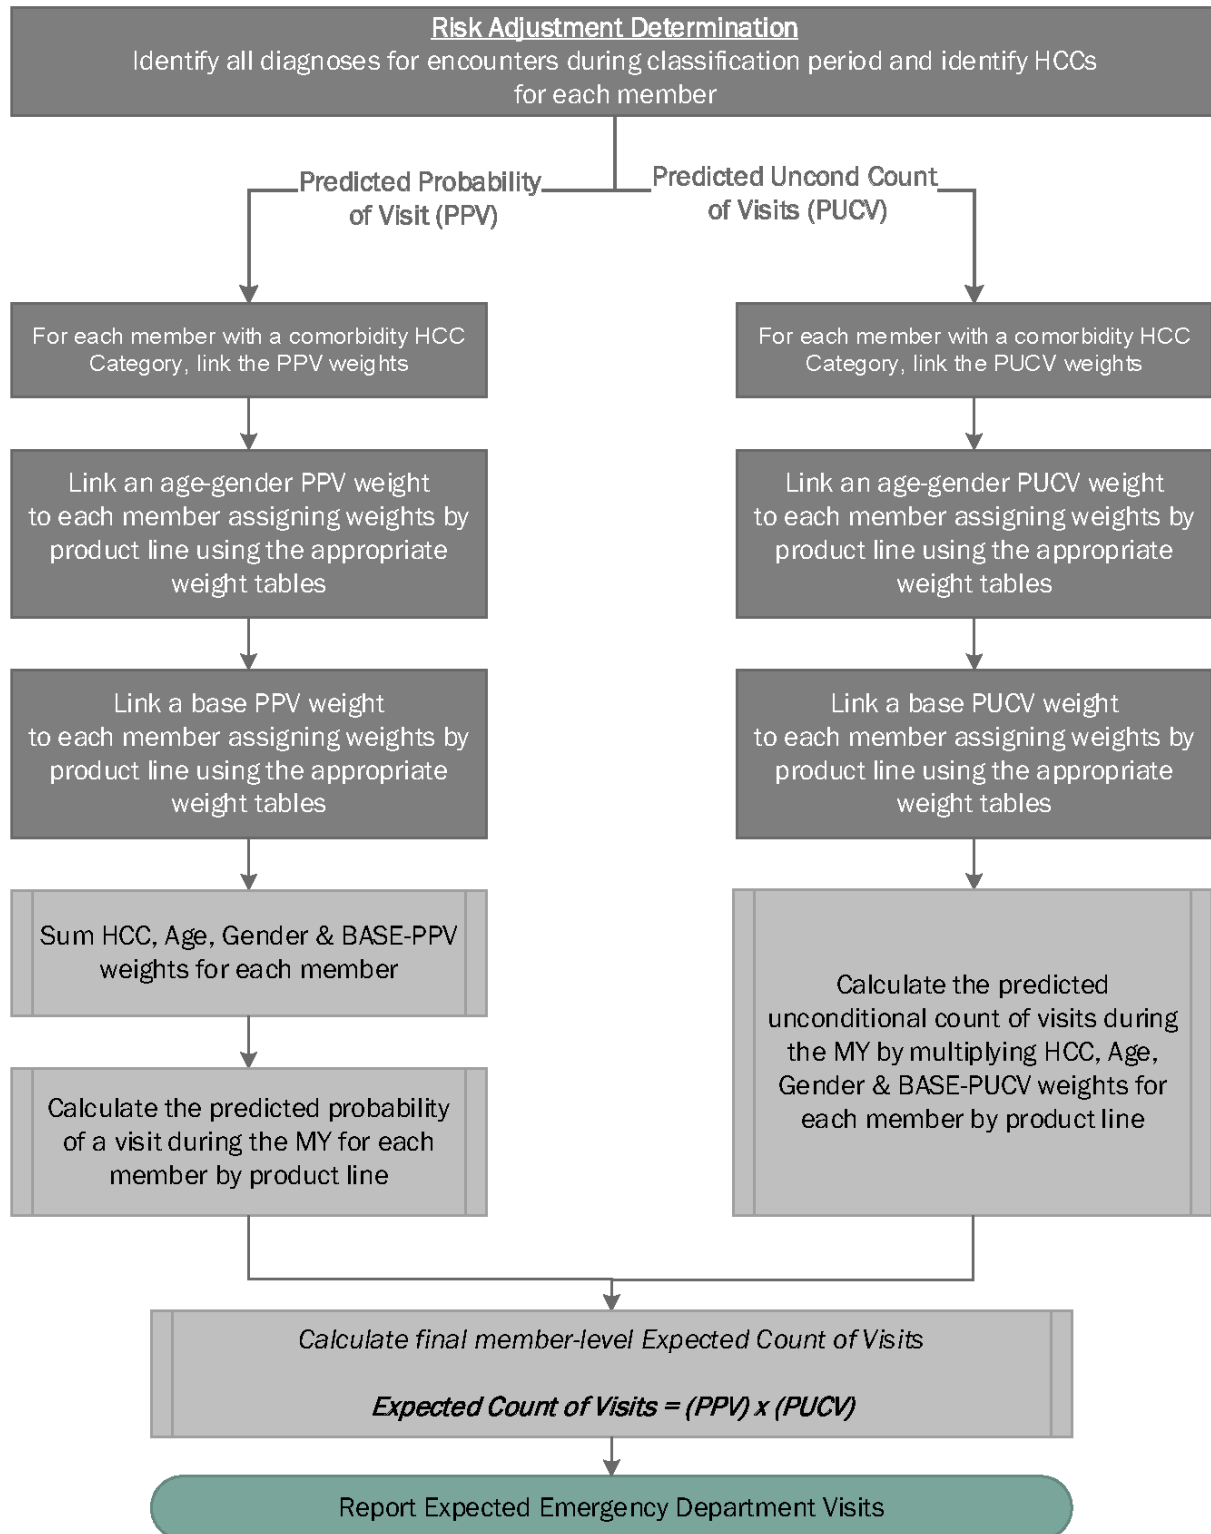 Risk Adjustment Determination
Identify all diagnoses for encounters during classification period and identify HCCs
for each member
Predicted Probability
of Visit (PPV)
Predicted Uncond Count
of Visits (PUCV)
For each member with a comorbidity HCC
Category, link the PPV weights
For each member with a comorbidity HCC
Category, link the PUCV weights
Link an age-gender PPV weight
to each member assigning weights by
product line using the appropriate
weight tables
Link an age-gender PUCV weight
to each member assigning weights by
product line using the appropriate
weight tables
Link a base PPV weight
to each member assigning weights by
product line using the appropriate
weight tables
Link a base PUCV weight
to each member assigning weights by
product line using the appropriate
weight tables
Sum HCC, Age, Gender & BASE-PPV
weights for each member
Calculate the predicted probability
of a visit during the MY for each
member by product line
Calculate the predicted
unconditional count of visits during
the MY by multiplying HCC, Age,
Gender & BASE-PUCV weights for
each member by product line
Calculate final member-level Expected Count of Visits
Expected Count of Visits = (PPV) x (PUCV)
Report Expected Emergency Department Visits